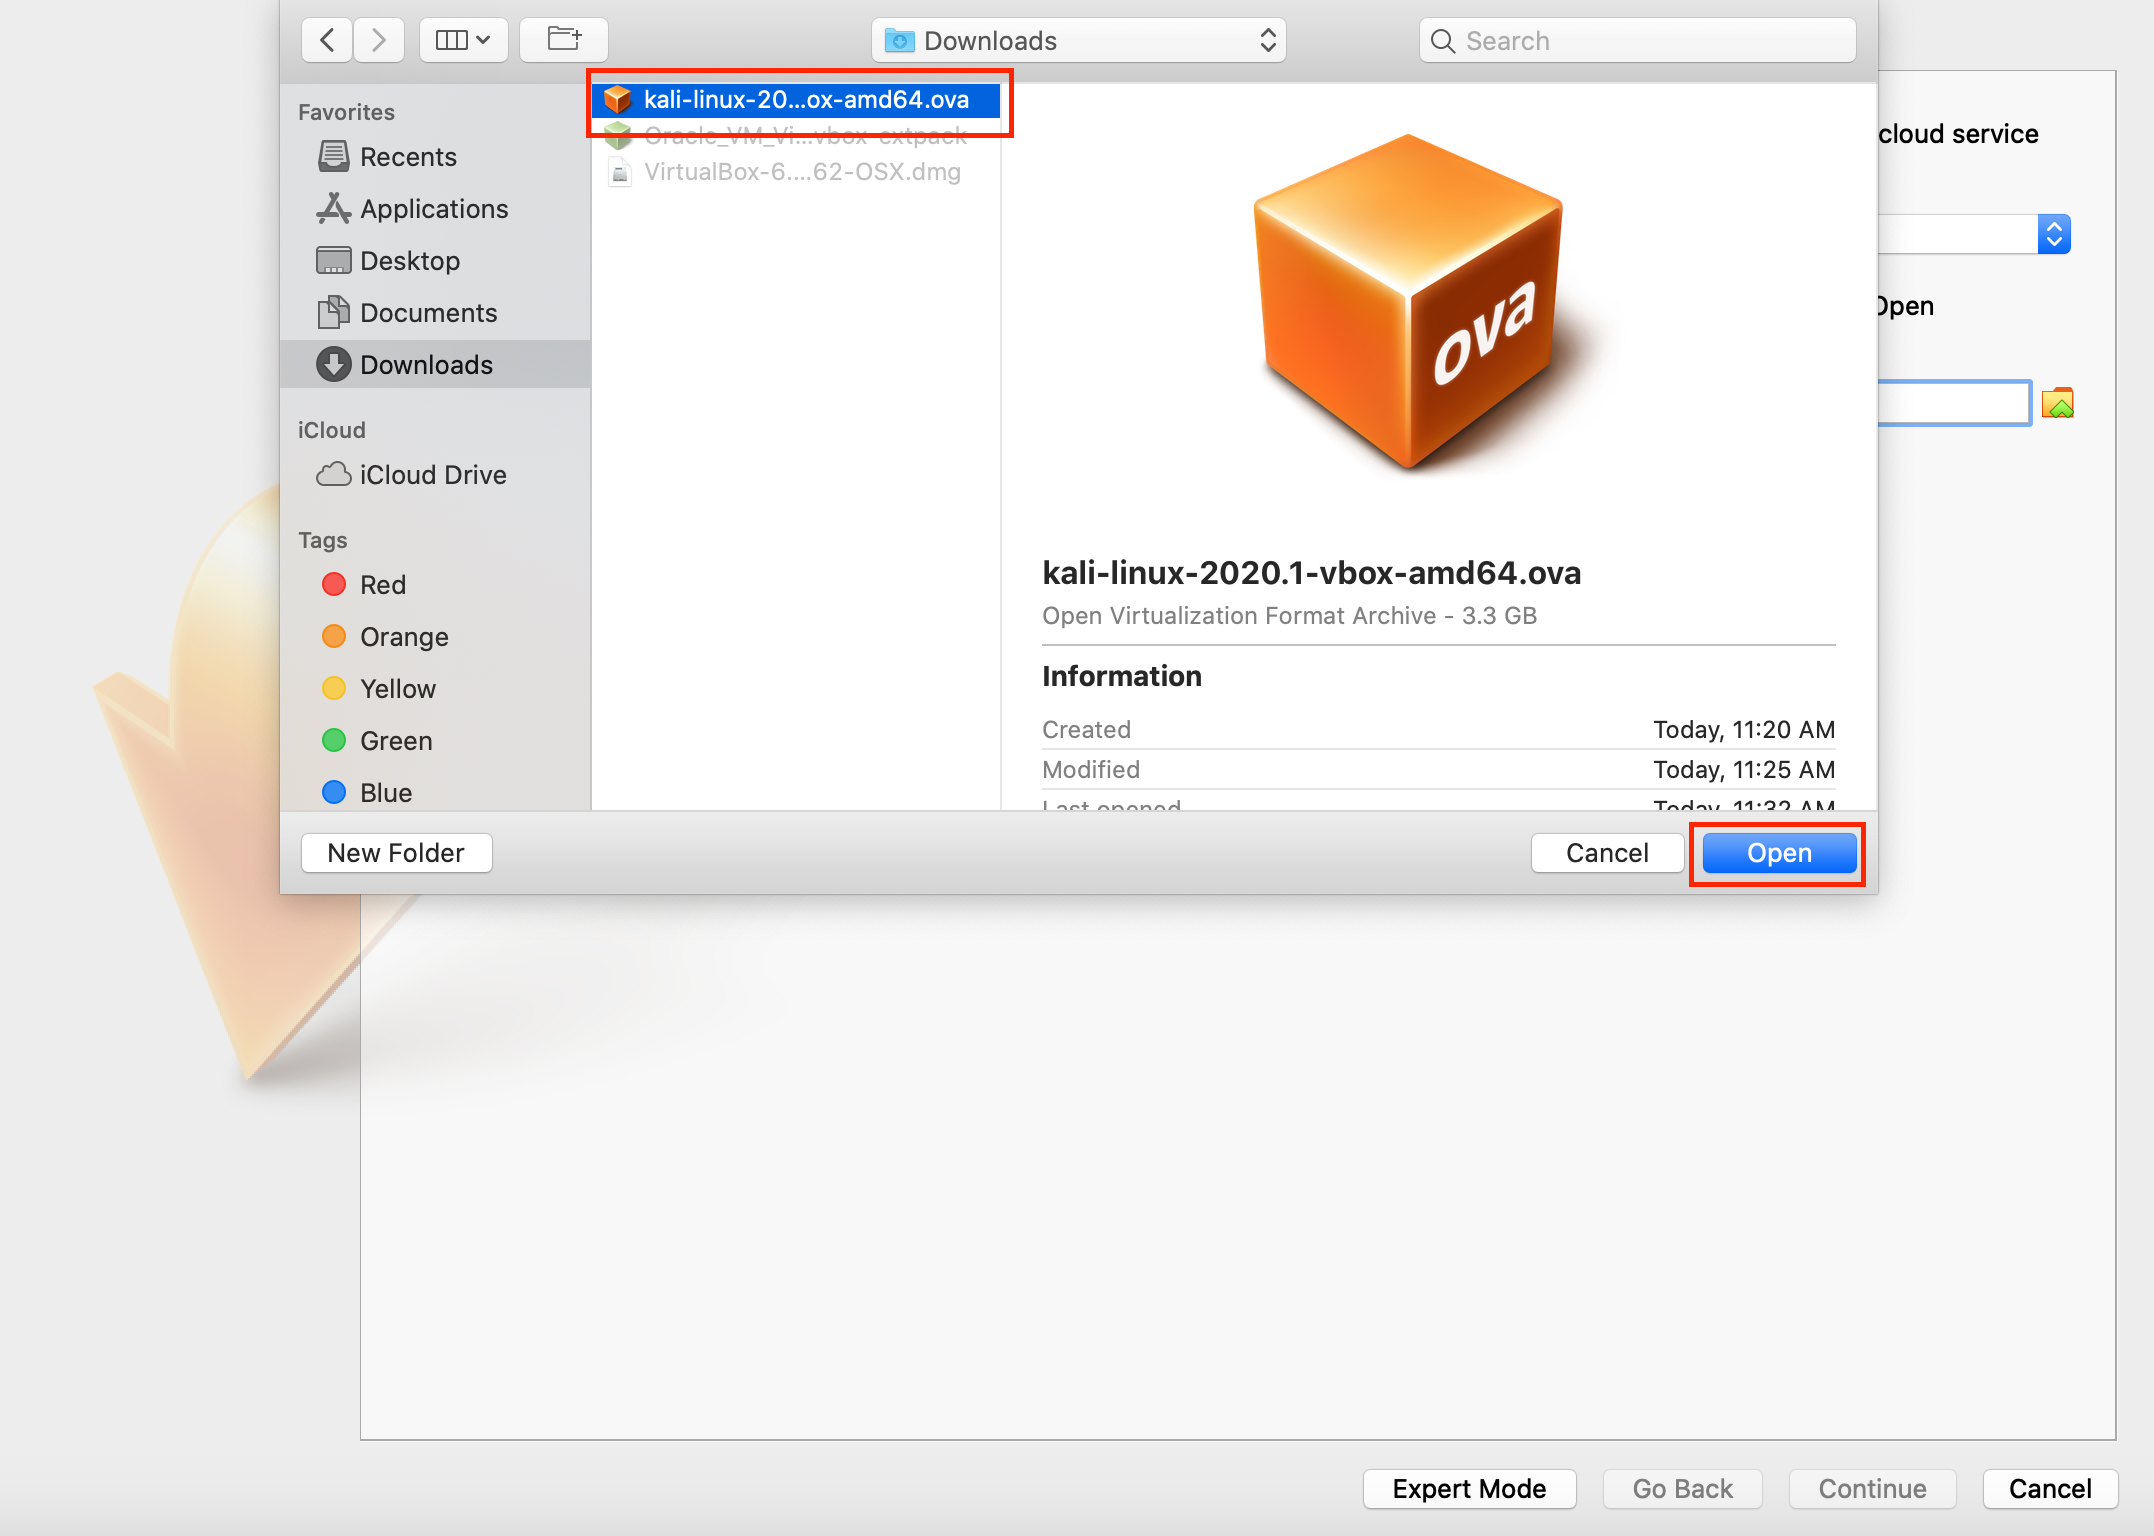 Downloads
Search
Favorites
Recents
Applications
Desktop
Documents
Downloads
iCloud
iCloud Drive
Tags
Red
Orange
Yellow
Green
Blue
kali-linux-20...ox-amd64.ova
Oracle_VM_Vi...vbox-extpack
VirtualBox-6....62-OSX.dmg
ova
kali-linux-2020.1-vbox-amd64.ova
Open Virtualization Format Archive - 3.3 GB
Information
Created Today, 11:20 AM
Modified Today, 11:25 AM
Last opened Today, 11:32 AM
New Folder
Cancel
Open
cloud service
Open
Expert Mode
Go Back
Continue
Cancel